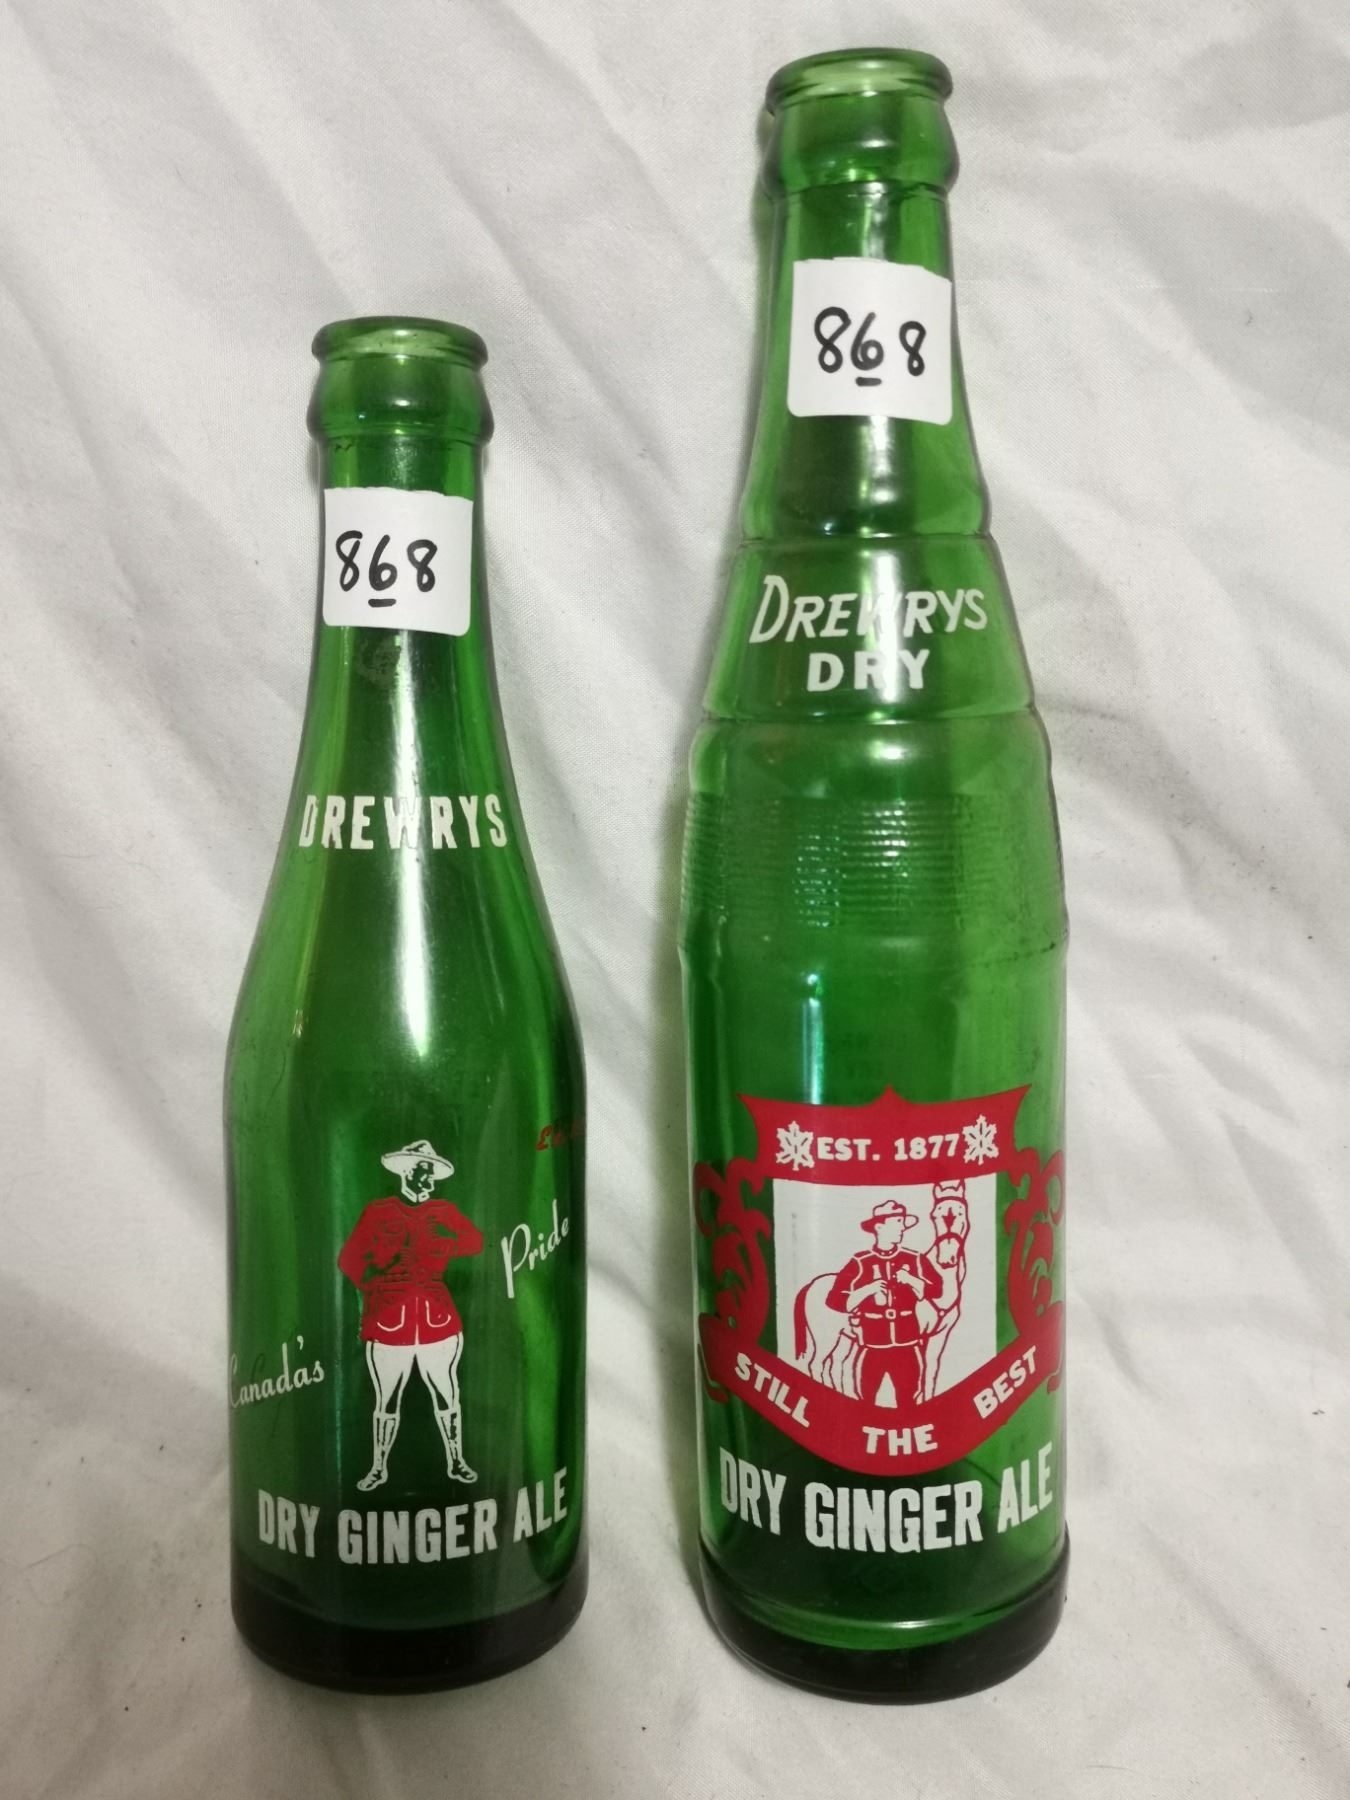 868
DREWRYS
Canada's
Pride
DRY GINGER ALE
868
DREWRYS
DRY
EST. 1877
STILL THE BEST
DRY GINGER ALE